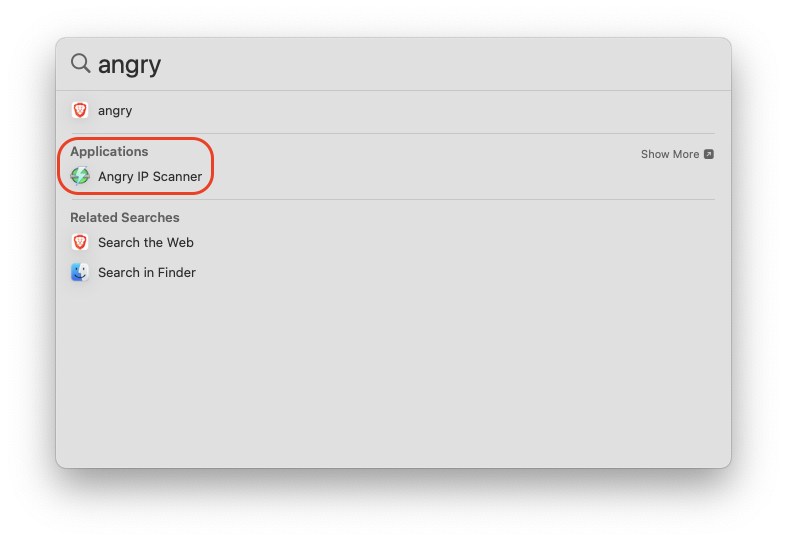 angry
angry
Applications
Show More
Angry IP Scanner
Related Searches
Search the Web
Search in Finder